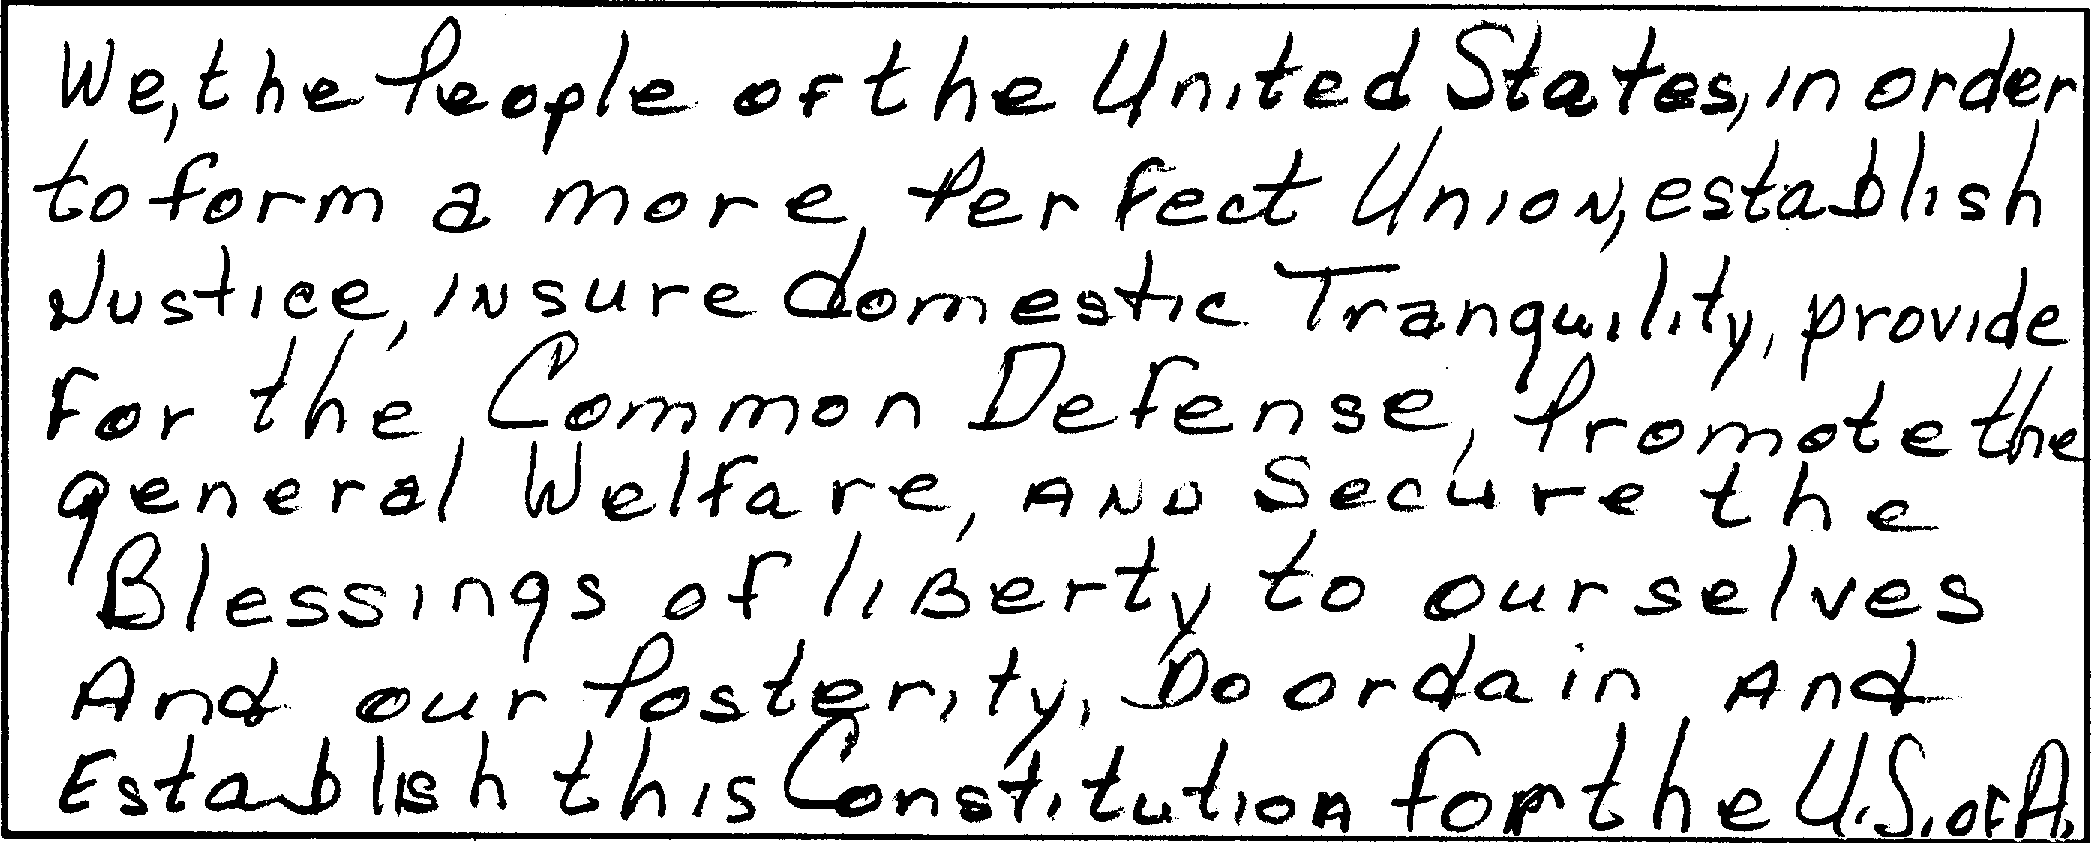 We, the People of the United States, in order
to form a more Perfect Union, establish
Justice, insure domestic Tranquility, provide
For the Common Defense, Promote the
general Welfare, AND Secure the
Blessings of liBerty to ourselves
And our Posterity, Do ordain And
Establish this Constitution for the U.S. of A.